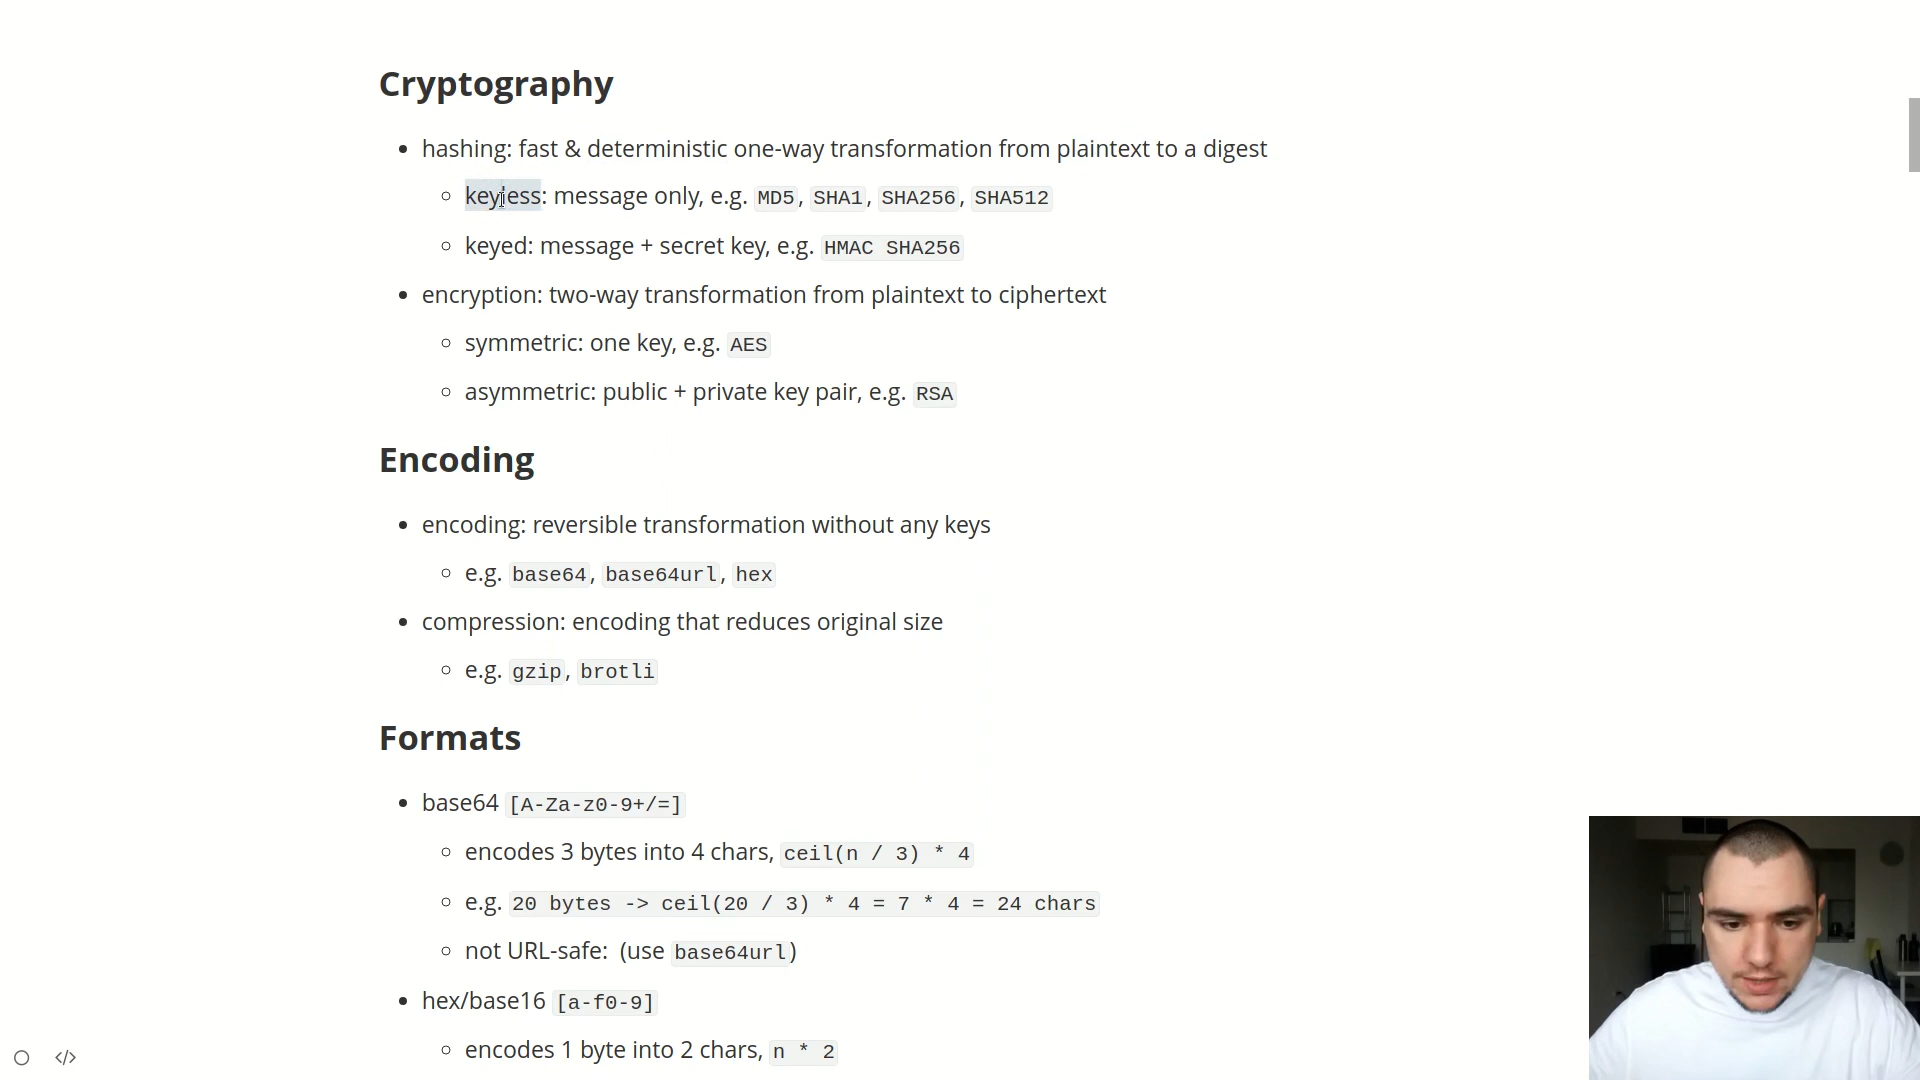 Cryptography
hashing: fast & deterministic one-way transformation from plaintext to a digest
keyless: message only, e.g. MD5, SHA1, SHA256, SHA512
keyed: message + secret key, e.g. HMAC SHA256
encryption: two-way transformation from plaintext to ciphertext
symmetric: one key, e.g. AES
asymmetric: public + private key pair, e.g. RSA
Encoding
encoding: reversible transformation without any keys
e.g. base64, base64url, hex
compression: encoding that reduces original size
e.g. gzip, brotli
Formats
base64 [A-Za-z0-9+/=]
encodes 3 bytes into 4 chars, ceil(n / 3) * 4
e.g. 20 bytes -> ceil(20 / 3) * 4 = 7 * 4 = 24 chars
not URL-safe: (use base64url)
hex/base16 [a-f0-9]
encodes 1 byte into 2 chars, n * 2